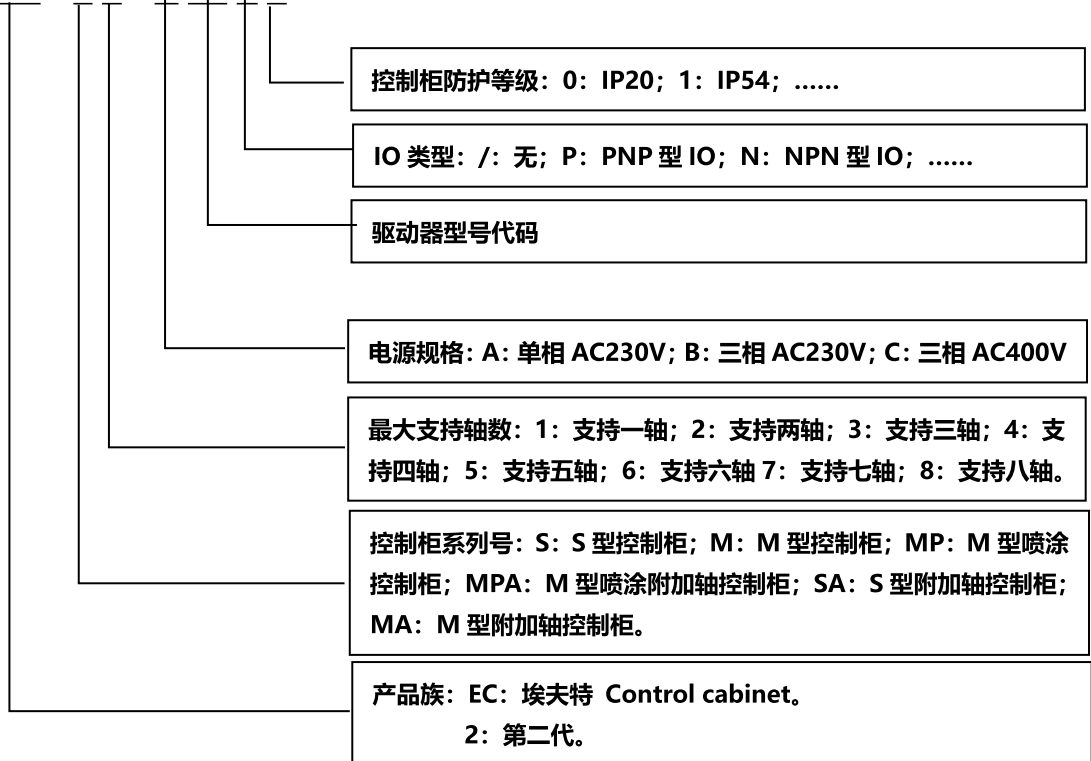 控制柜防护等级：0：IP20；1：IP54；……
IO 类型：/：无；P：PNP 型 IO；N：NPN 型 IO；……
驱动器型号代码
电源规格：A：单相 AC230V；B：三相 AC230V；C：三相 AC400V
最大支持轴数：1：支持一轴；2：支持两轴；3：支持三轴；4：支
持四轴；5：支持五轴；6：支持六轴 7：支持七轴；8：支持八轴。
控制柜系列号：S：S 型控制柜；M：M 型控制柜；MP：M 型喷涂
控制柜；MPA：M 型喷涂附加轴控制柜；SA：S 型附加轴控制柜；
MA：M 型附加轴控制柜。
产品族：EC：埃夫特 Control cabinet。
2：第二代。